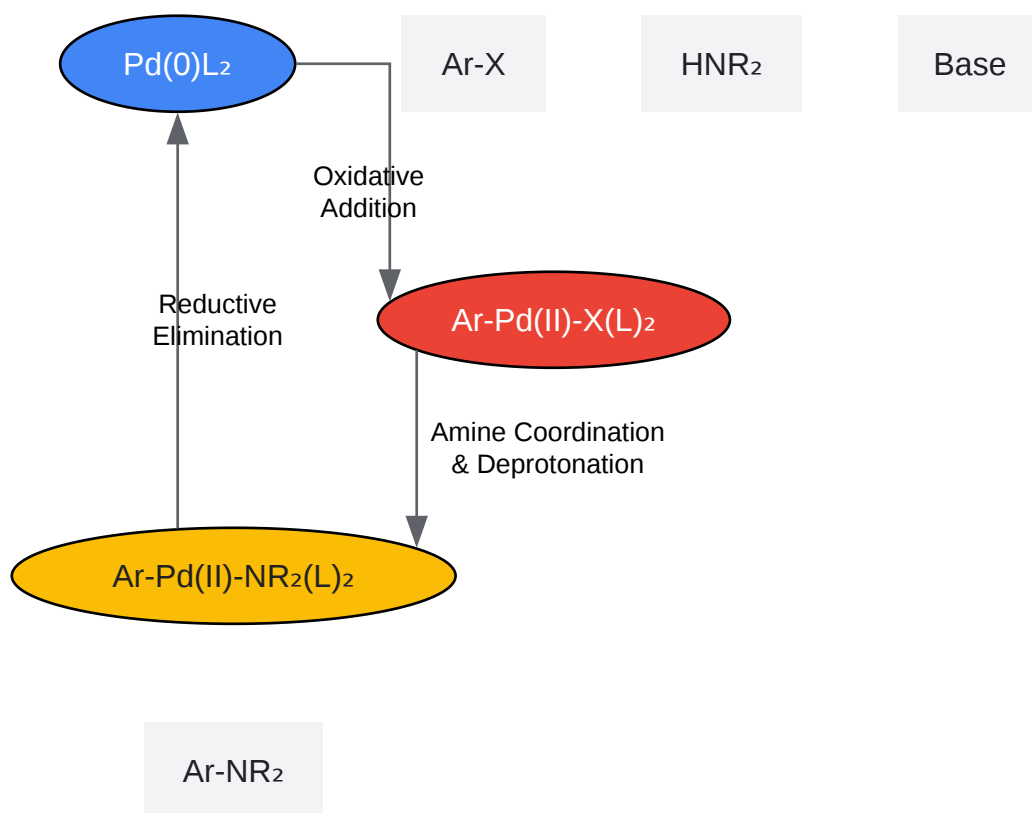 Pd(0)L₂
Ar-X
HNR₂
Base
Oxidative
Addition
Reductive
Elimination
Ar-Pd(II)-X(L)₂
Amine Coordination
& Deprotonation
Ar-Pd(II)-NR₂(L)₂
Ar-NR₂